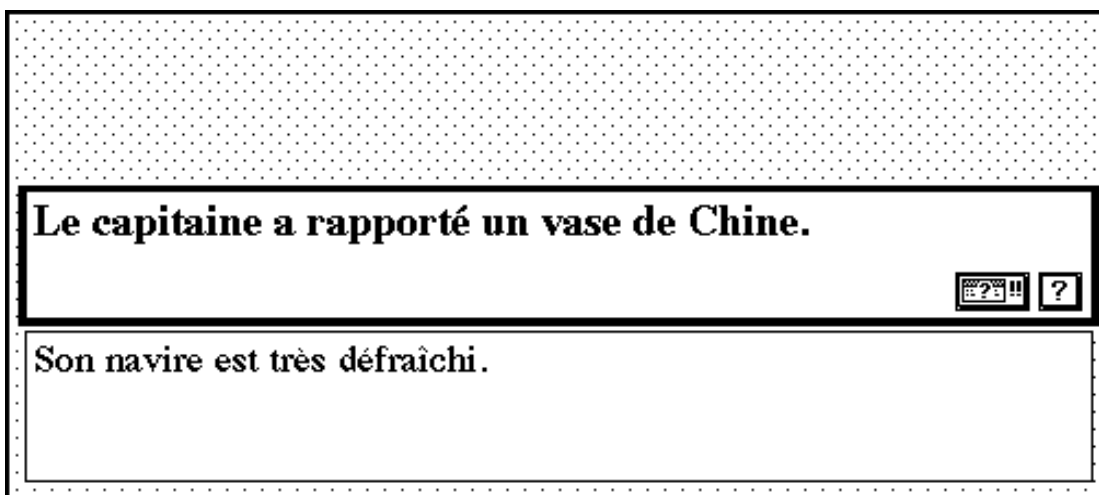 Le capitaine a rapporté un vase de Chine.
?!! ?
Son navire est très défraîchi.